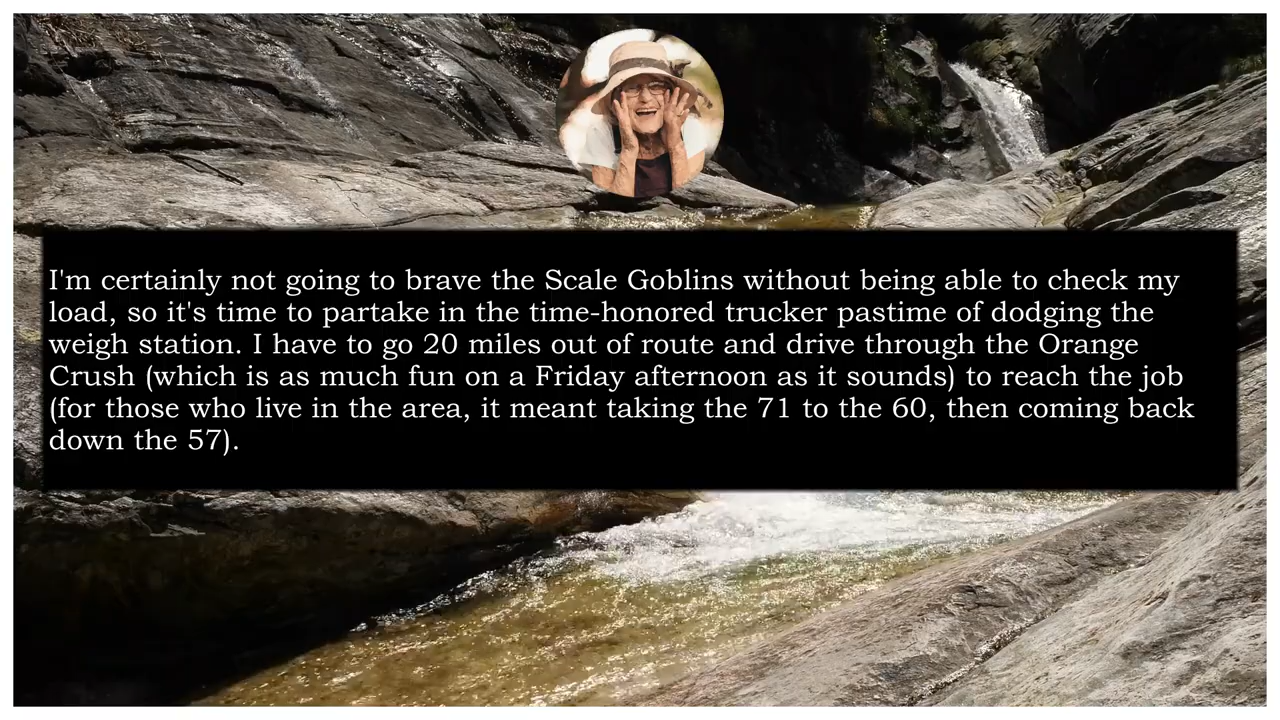 I'm certainly not going to brave the Scale Goblins without being able to check my
load, so it's time to partake in the time-honored trucker pastime of dodging the
weigh station. I have to go 20 miles out of route and drive through the Orange
Crush (which is as much fun on a Friday afternoon as it sounds) to reach the job
(for those who live in the area, it meant taking the 71 to the 60, then coming back
down the 57).